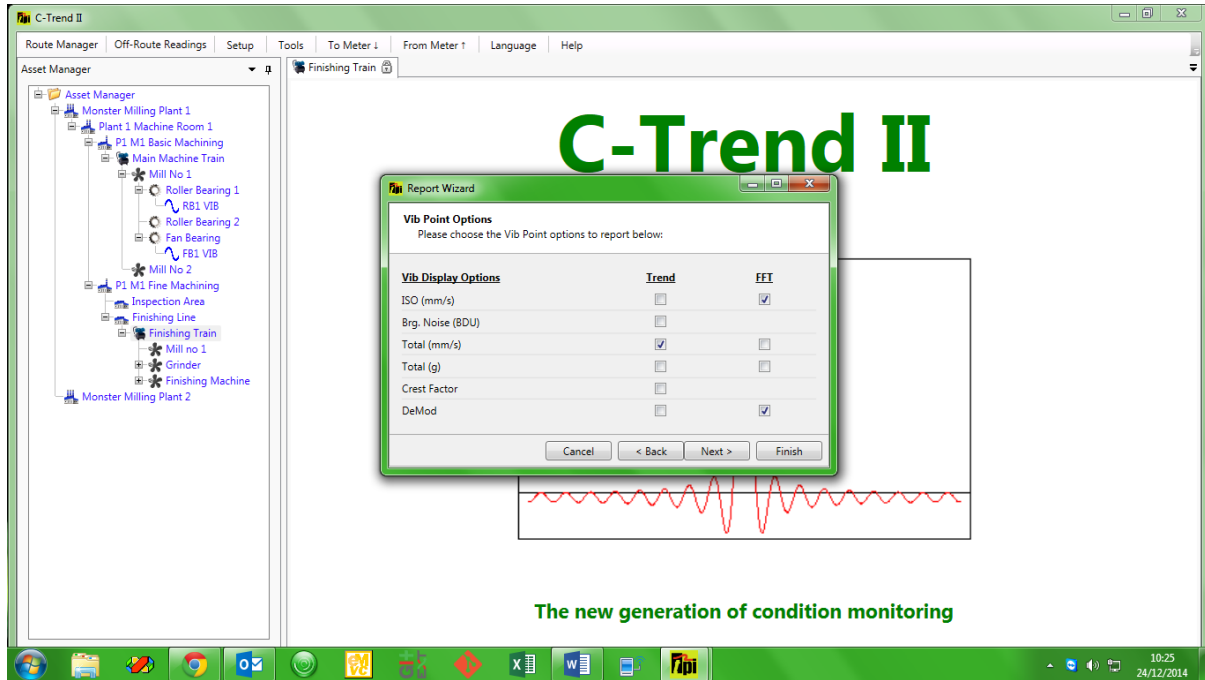 C-Trend II
Route Manager Off-Route Readings Setup Tools To Meter ↓ From Meter ↑ Language Help
Asset Manager
Finishing Train
Asset Manager
Monster Milling Plant 1
Plant 1 Machine Room 1
P1 M1 Basic Machining
Main Machine Train
Mill No 1
Roller Bearing 1
RB1 VIB
Roller Bearing 2
Fan Bearing
FB1 VIB
Mill No 2
P1 M1 Fine Machining
Inspection Area
Finishing Line
Finishing Train
Mill no 1
Grinder
Finishing Machine
Monster Milling Plant 2
C-Trend II
Report Wizard
Vib Point Options
Please choose the Vib Point options to report below:
Vib Display Options Trend FFT
ISO (mm/s)
Brg. Noise (BDU)
Total (mm/s)
Total (g)
Crest Factor
DeMod
Cancel < Back Next > Finish
The new generation of condition monitoring
10:25
24/12/2014